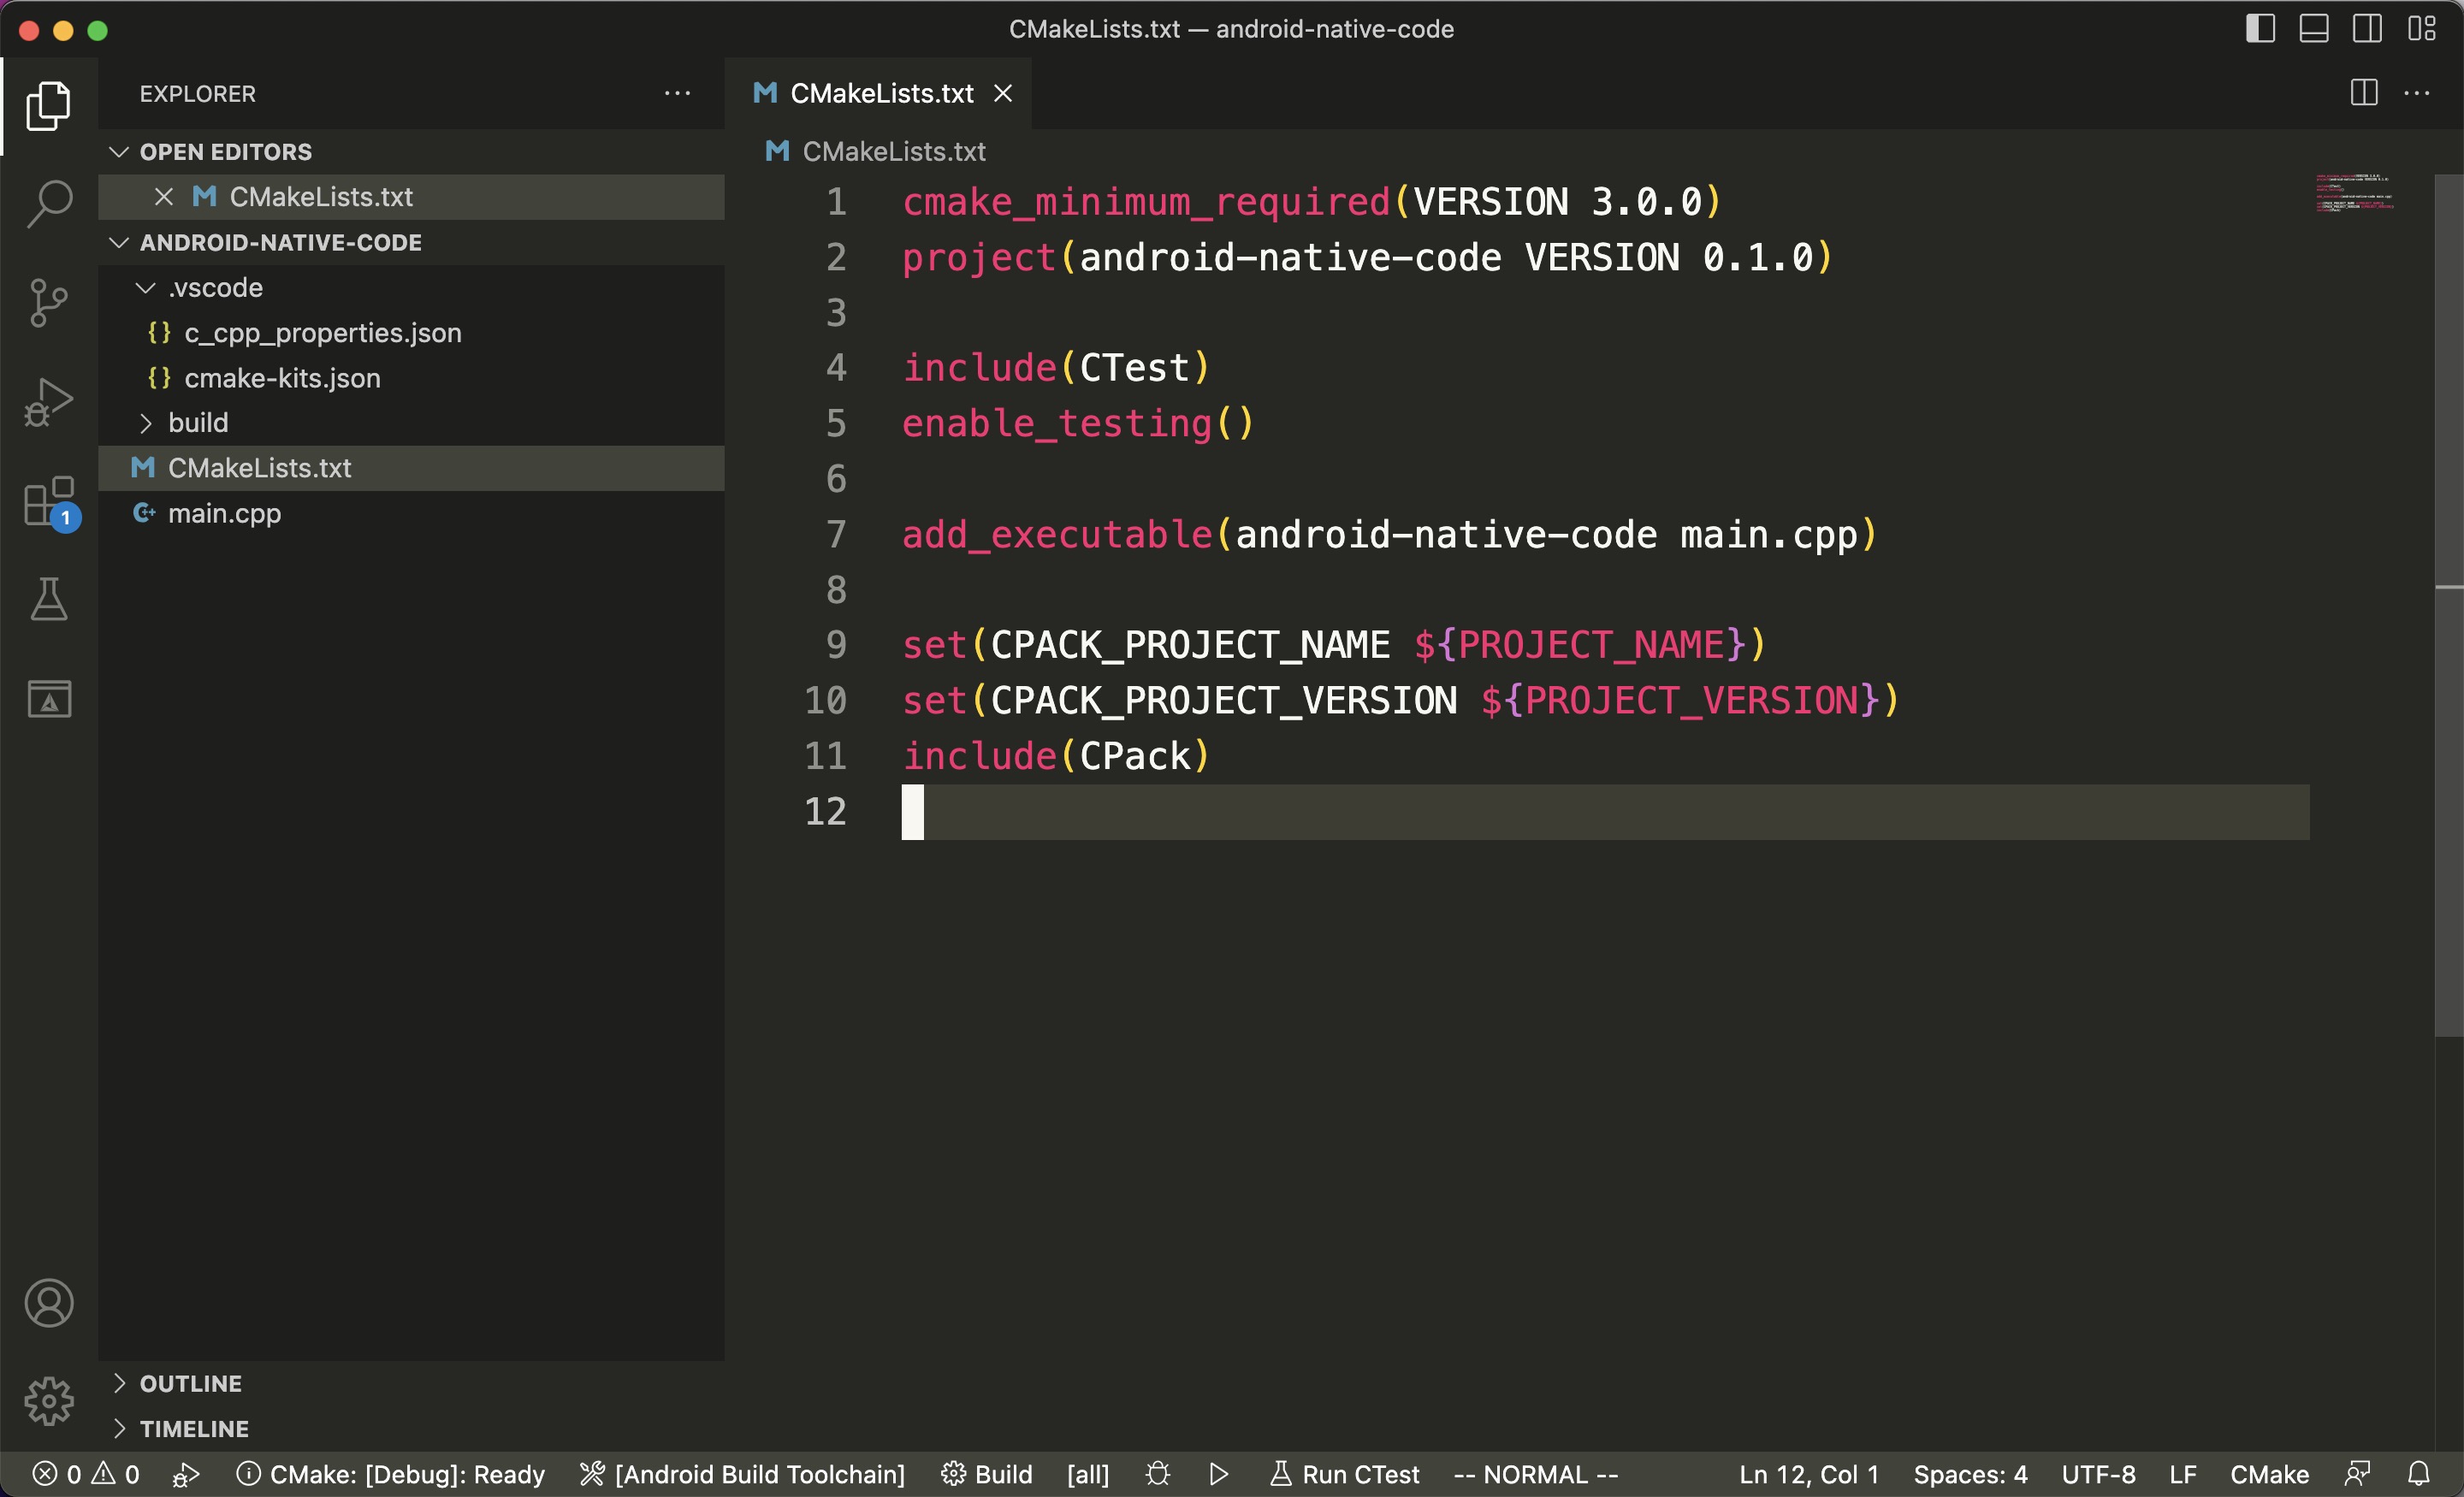 CMakeLists.txt — android-native-code
EXPLORER
OPEN EDITORS
CMakeLists.txt
ANDROID-NATIVE-CODE
.vscode
{} c_cpp_properties.json
{} cmake-kits.json
build
CMakeLists.txt
main.cpp
1
OUTLINE
TIMELINE
CMakeLists.txt
CMakeLists.txt
1 cmake_minimum_required(VERSION 3.0.0)
2 project(android-native-code VERSION 0.1.0)
3
4 include(CTest)
5 enable_testing()
6
7 add_executable(android-native-code main.cpp)
8
9 set(CPACK_PROJECT_NAME ${PROJECT_NAME})
10 set(CPACK_PROJECT_VERSION ${PROJECT_VERSION})
11 include(CPack)
12
0 0 CMake: [Debug]: Ready [Android Build Toolchain] Build [all] Run CTest -- NORMAL -- Ln 12, Col 1 Spaces: 4 UTF-8 LF CMake